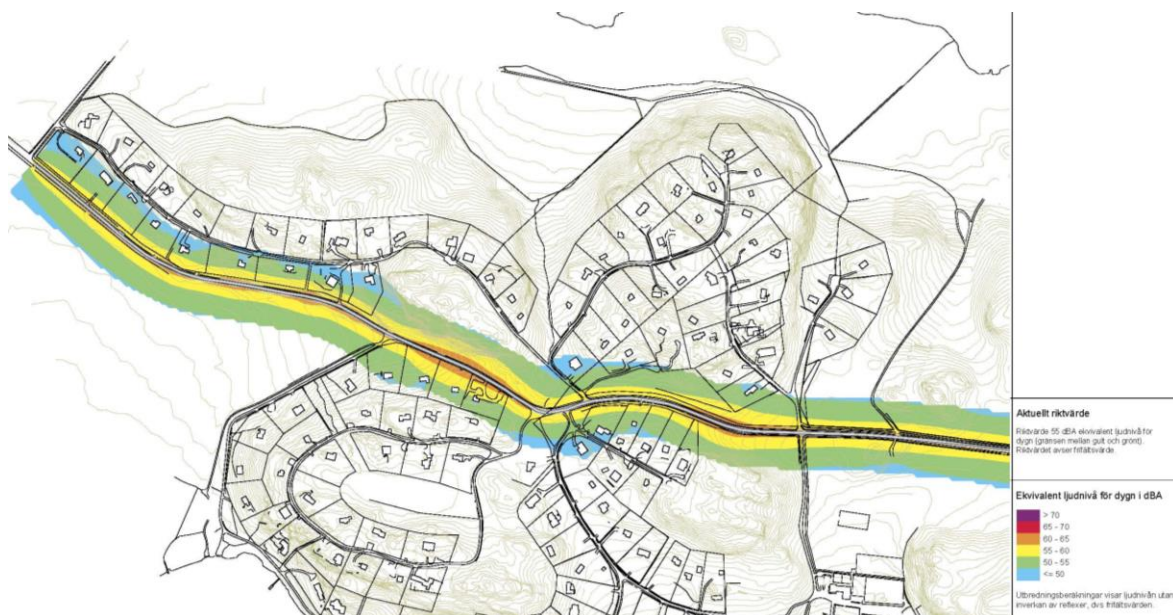 Aktuellt riktvärde
Riktvärde 55 dBA ekvivalent ljudnivå för
dygn (gränsen mellan gult och grönt).
Riktvärdet avser frifältsvärde.
Ekvivalent ljudnivå för dygn i dBA
> 70
65 - 70
60 - 65
55 - 60
50 - 55
<= 50
Utbredningsberäkningar visar ljudnivån utan
inverkan av reflexer, dvs frifältsvärden.